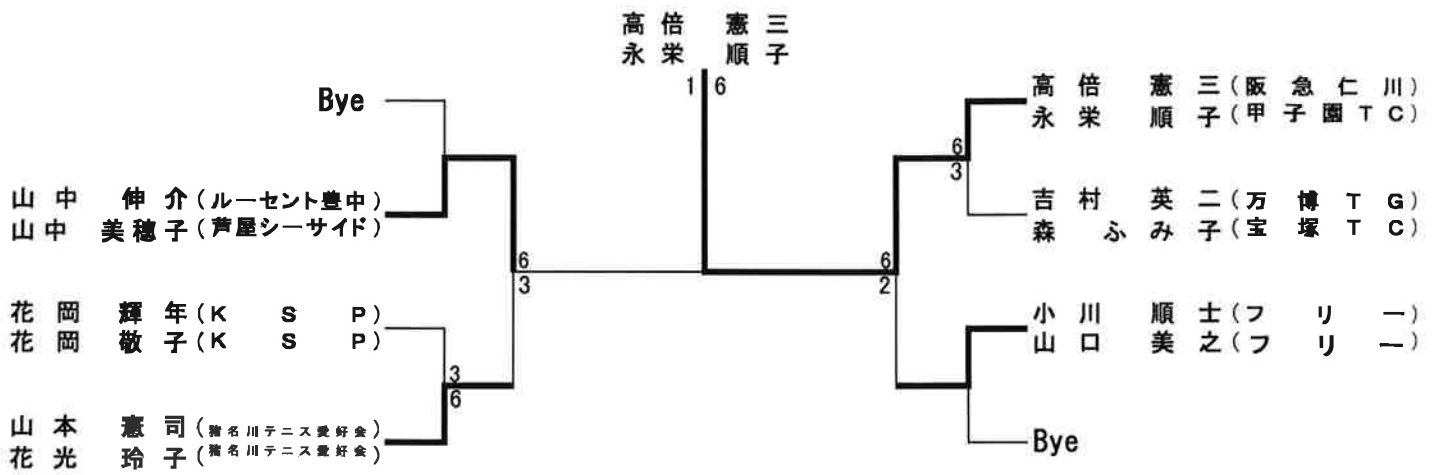 高倍 憲三
永栄 順子
1 6
Bye
山中 伸介(ルーセント豊中)
山中 美穂子(芦屋シーサイド)
6
3
花岡 輝年(KSP)
花岡 敬子(KSP)
3
6
山本 憲司(猪名川テニス愛好会)
花光 玲子(猪名川テニス愛好会)
高倍 憲三(阪急仁川)
永栄 順子(甲子園TC)
6
3
吉村 英二(万博TG)
森 ふみ子(宝塚TC)
6
2
小川 順士(フリー)
山口 美之(フリー)
Bye